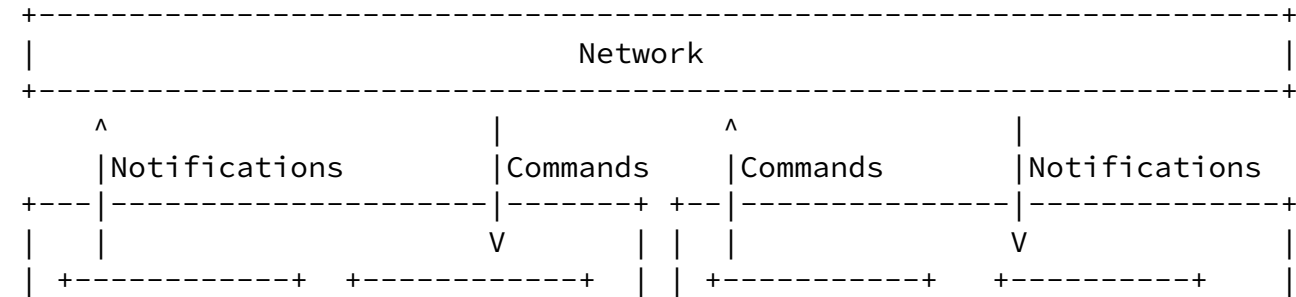 +---------------------------------------------------------------------+
|                              Network                                |
+---------------------------------------------------------------------+
    ^                     |            ^               |
    |Notifications        |Commands    |Commands       |Notifications
+---|---------------------|-------+ +--|---------------|--------------+
|   |                     V       | |  |               V              |
| +------------+  +------------+  | | +-----------+   +----------+    |